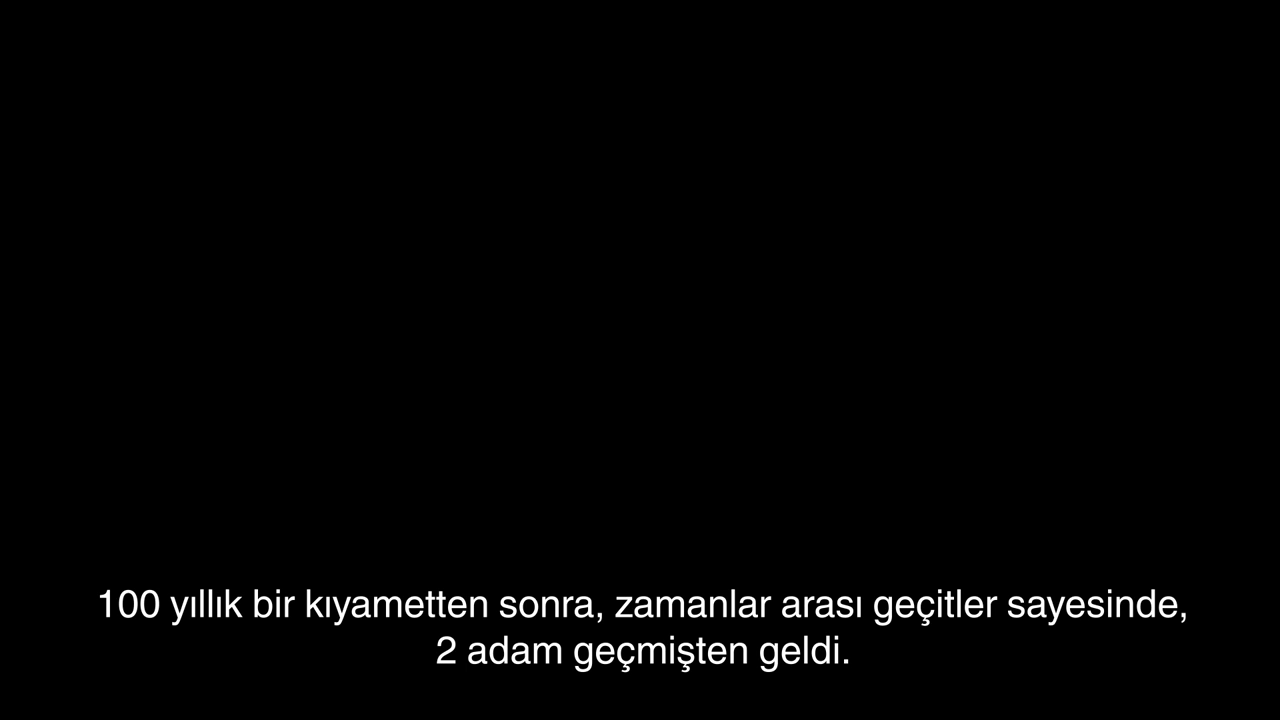 100 yıllık bir kıyametten sonra, zamanlar arası geçitler sayesinde,
2 adam geçmişten geldi.